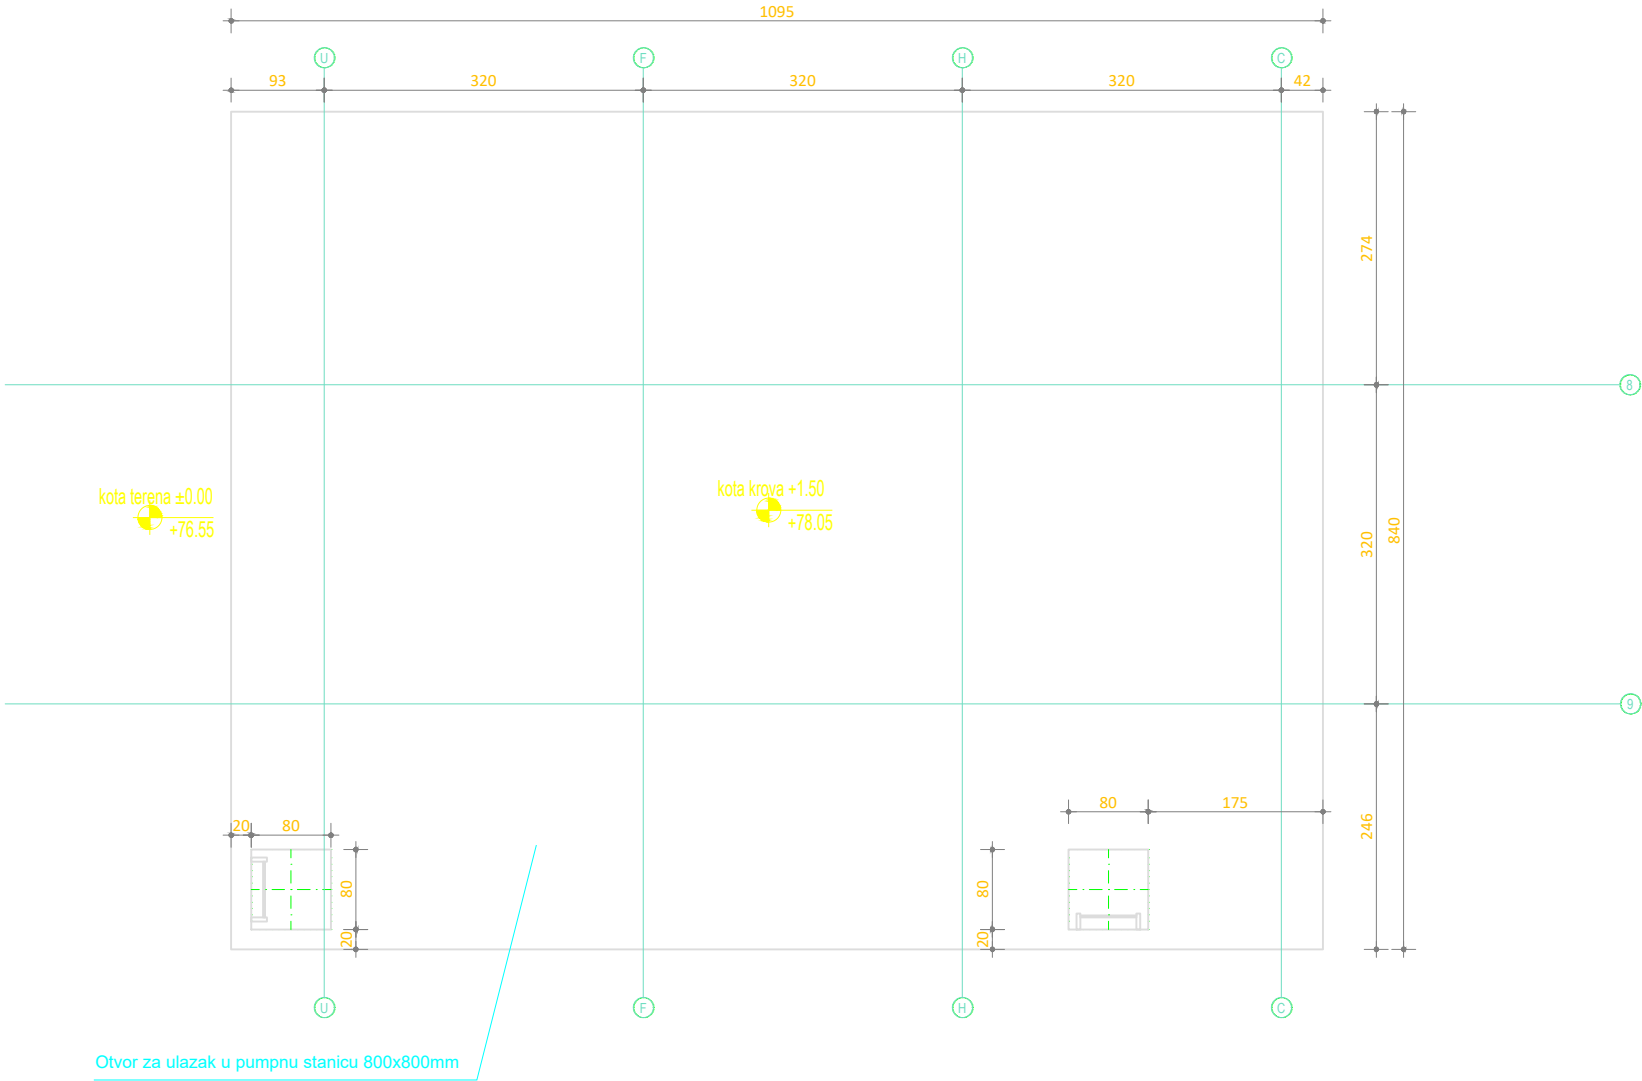 1095
U F H C
93 320 320 320 42
274
8
kota terena ±0.00
+76.55
kota krova +1.50
+78.05
320
840
9
20 80
80 175
246
80
80
20
20
U F H C
Otvor za ulazak u pumpnu stanicu 800x800mm